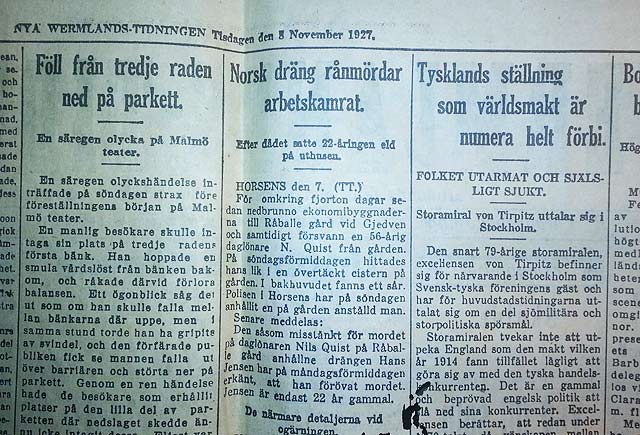 NYA WERMLANDS-TIDNINGEN Tisdagen den 8 November 1927.
Föll från tredje raden
ned på parkett.
En säregen olycka på Malmö
teater.
En säregen olyckshändelse in-
träffade på söndagen strax före
föreställningens början på Mal-
mö teater.
En manlig besökare skulle in-
taga sin plats på tredje radens
första bänk. Han hoppade en
smula vårdslöst från bänken bak-
om, och råkade därvid förlora
balansen. Ett ögonblick såg det
ut som om han skulle falla mel-
lan bänkarna där uppe, men i
samma stund torde han ha gripits
av svindel, och den förfärade pu-
bliken fick se mannen falla ut
över barriären och störta ner på
parkett. Genom en ren händelse
hade de besökare som erhållit
platser på den lilla del av par-
ketten där nedslaget skedde än-
nu icke intagit dessa.
Norsk dräng rånmördar
arbetskamrat.
Efter dådet satte 22-åringen eld
på uthusen.
HORSENS den 7. (TT.)
För omkring fjorton dagar se-
dan nedbrunno ekonomibyggnader-
na till Råballe gård vid Gjedven
och samtidigt försvann en 56-årig
daglönare N. Quist från gården.
På söndagsförmiddagen hittades
hans lik i en övertäckt cistern på
gården. I bakhuvudet fanns ett sår.
Polisen i Horsens har på söndagen
anhållit en på gården anställd man.
Senare meddelas:
Den såsom misstänkt för mordet
på daglönaren Nils Quist på Råbal-
le gård anhållne drängen Hans
Jensen har på måndagsförmiddagen
erkänt, att han förövat mordet.
Jensen är endast 22 år gammal.
De närmare detaljerna vid
ogärningen.
Tysklands ställning
som världsmakt är
numera helt förbi.
FOLKET UTARMAT OCH SJÄLS-
LIGT SJUKT.
Storamiral von Tirpitz uttalar sig i
Stockholm.
Den snart 79-årige storamiralen,
excellensen von Tirpitz befinner
sig för närvarande i Stockholm som
Svensk-tyska föreningens gäst och
har för huvudstadstidningarna ut-
talat sig om en del sjömilitära och
storpolitiska spörsmål.
Storamiralen tvekar inte att ut-
peka England som den makt vilken
år 1914 fann tillfället lägligt att
göra sig av med den tyska handels-
konkurrenten. Det är en gammal
och beprövad engelsk politik att
slå ned sina konkurrenter. Excel-
lensen berättar, att redan under